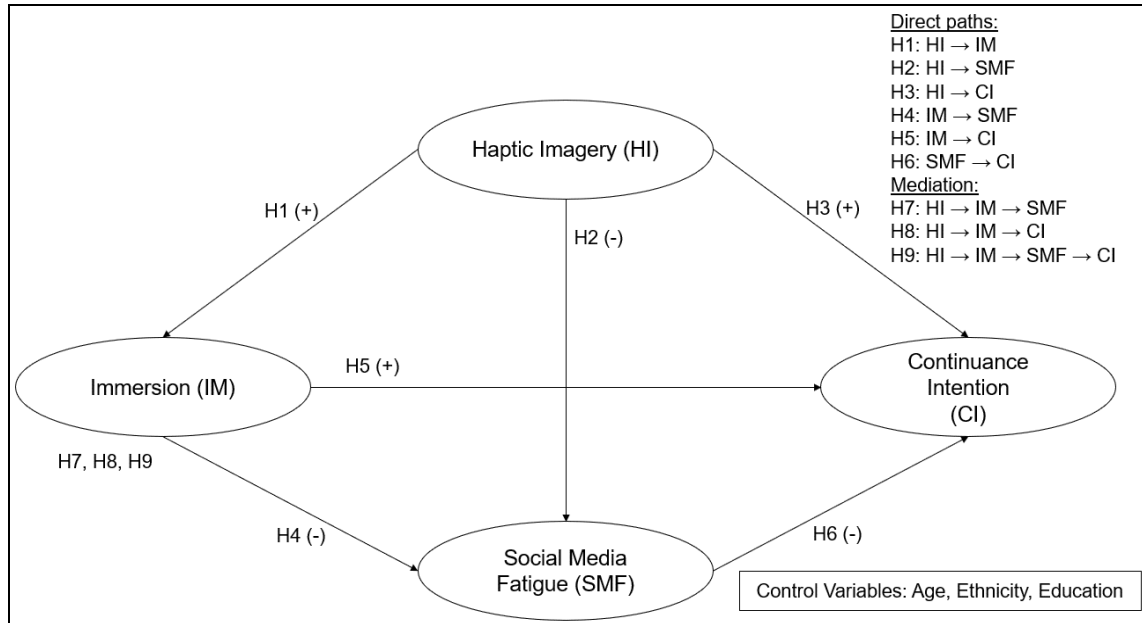 Direct paths:
H1: HI → IM
H2: HI → SMF
H3: HI → CI
H4: IM → SMF
H5: IM → CI
H6: SMF → CI
Mediation:
H7: HI → IM → SMF
H8: HI → IM → CI
H9: HI → IM → SMF → CI
Haptic Imagery (HI)
H1 (+)
H2 (-)
H3 (+)
Immersion (IM)
H5 (+)
Continuance
Intention
(CI)
H7, H8, H9
H4 (-)
H6 (-)
Social Media
Fatigue (SMF)
Control Variables: Age, Ethnicity, Education